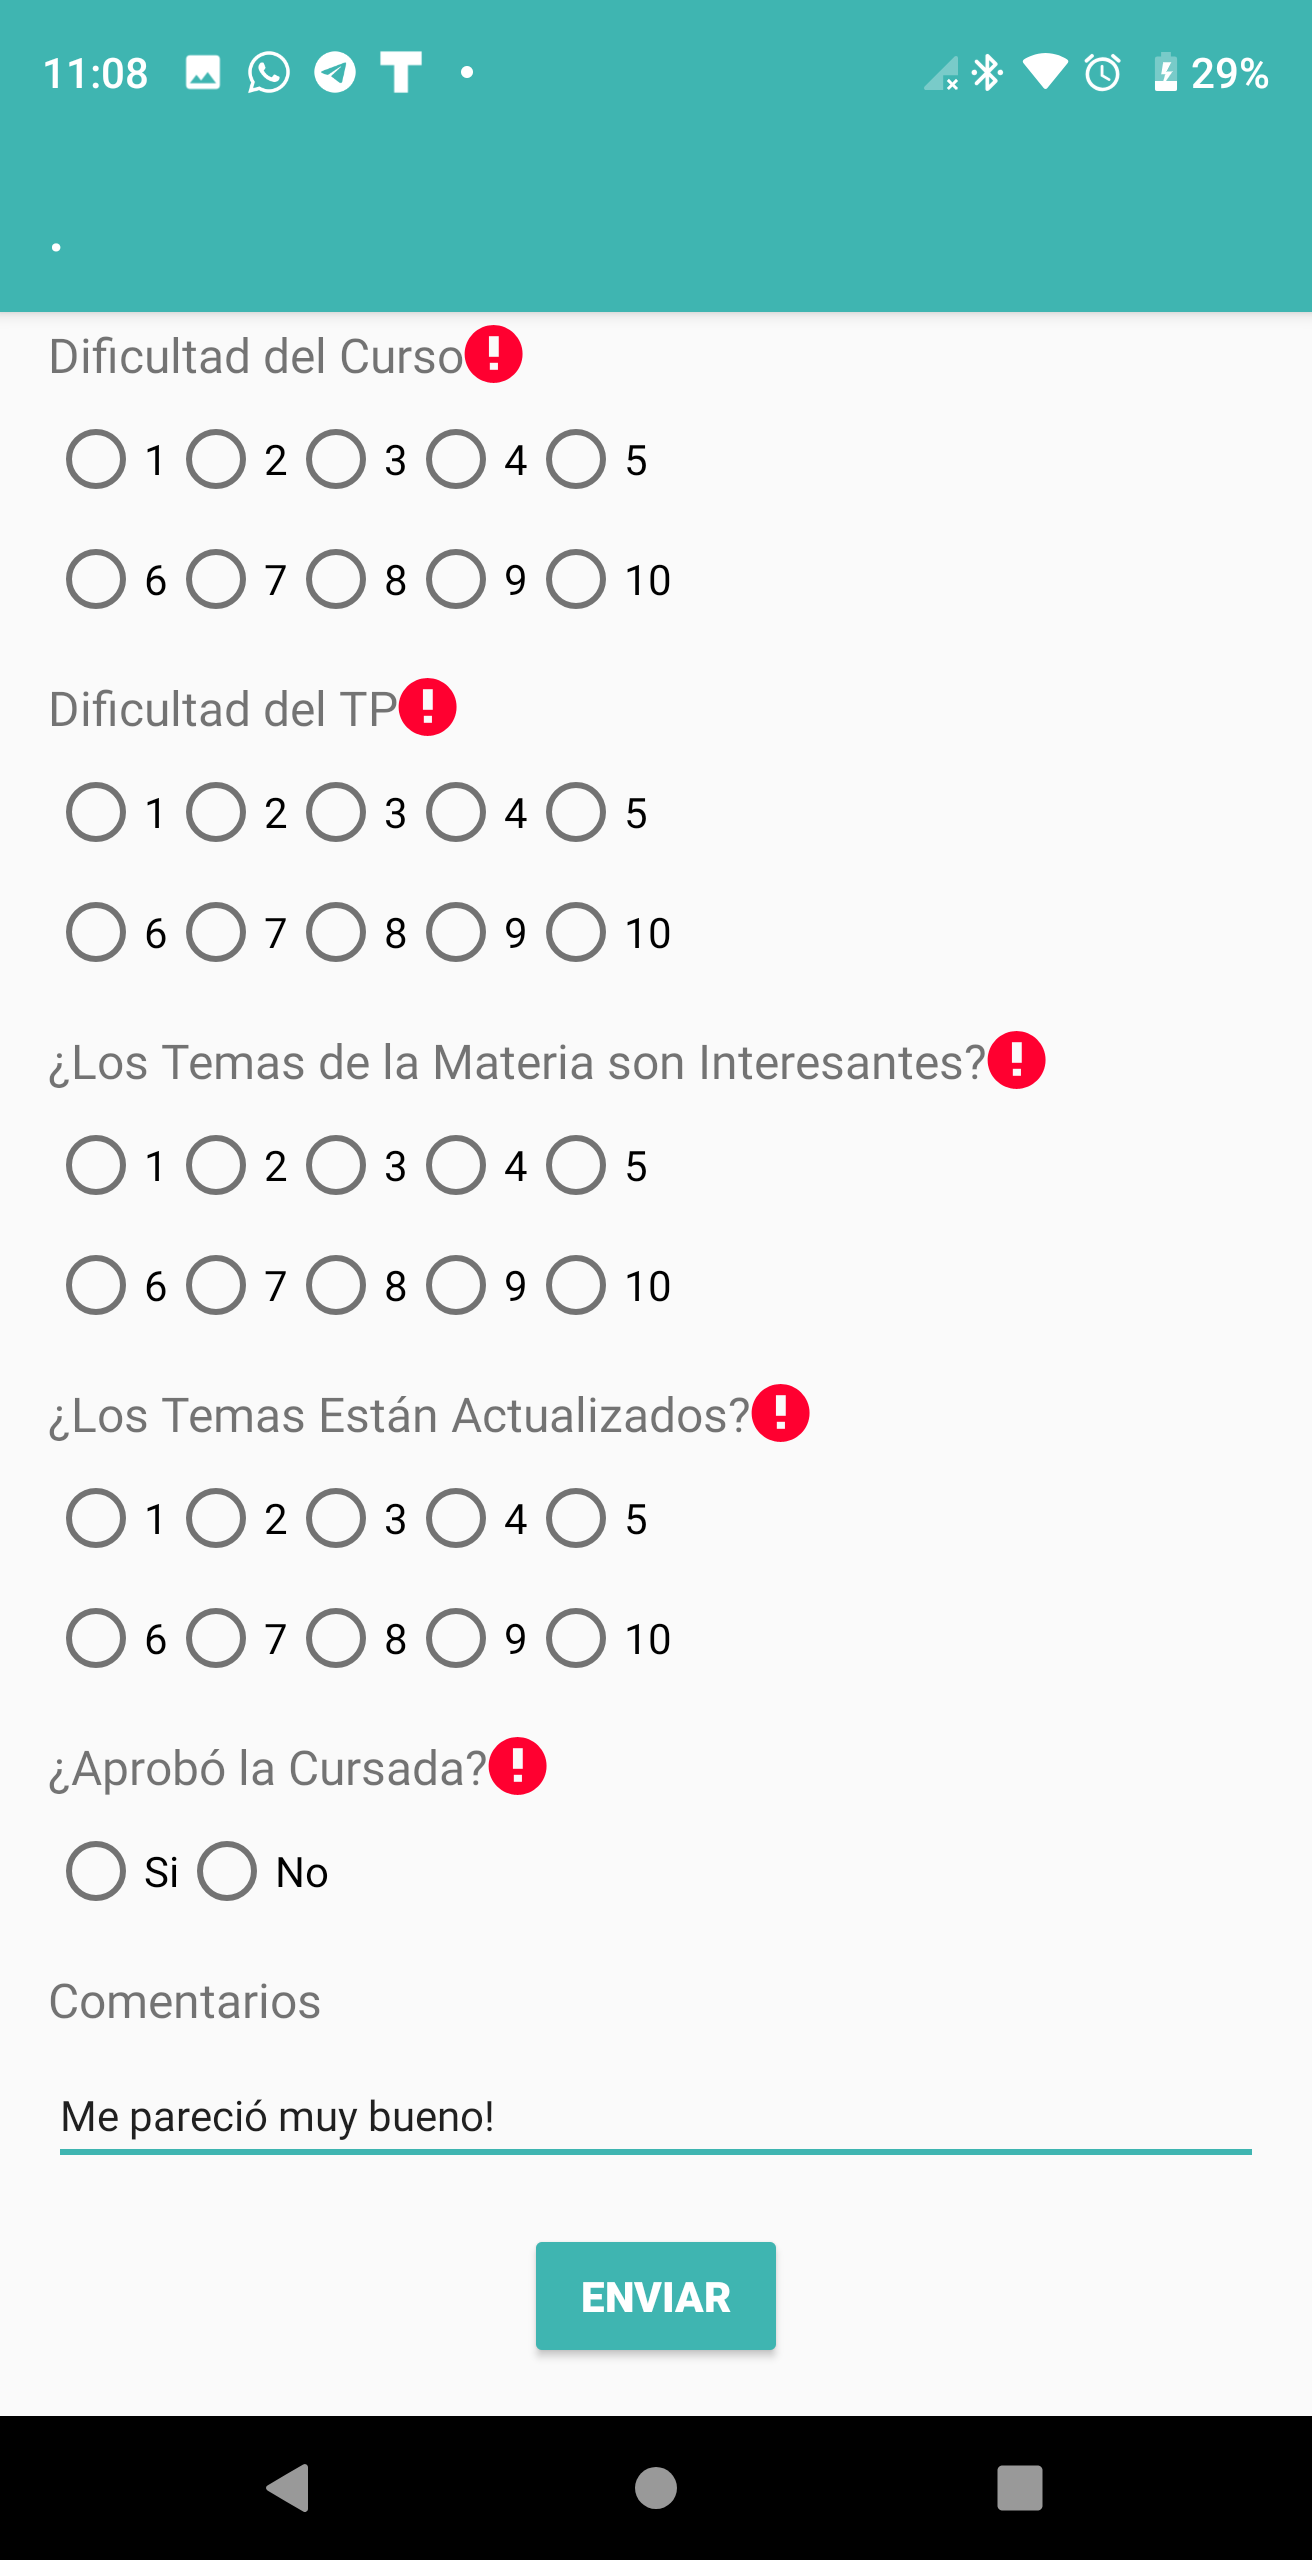 11:08 29%
.
Dificultad del Curso
1 2 3 4 5
6 7 8 9 10
Dificultad del TP
1 2 3 4 5
6 7 8 9 10
¿Los Temas de la Materia son Interesantes?
1 2 3 4 5
6 7 8 9 10
¿Los Temas Están Actualizados?
1 2 3 4 5
6 7 8 9 10
¿Aprobó la Cursada?
Si No
Comentarios
Me pareció muy bueno!
ENVIAR